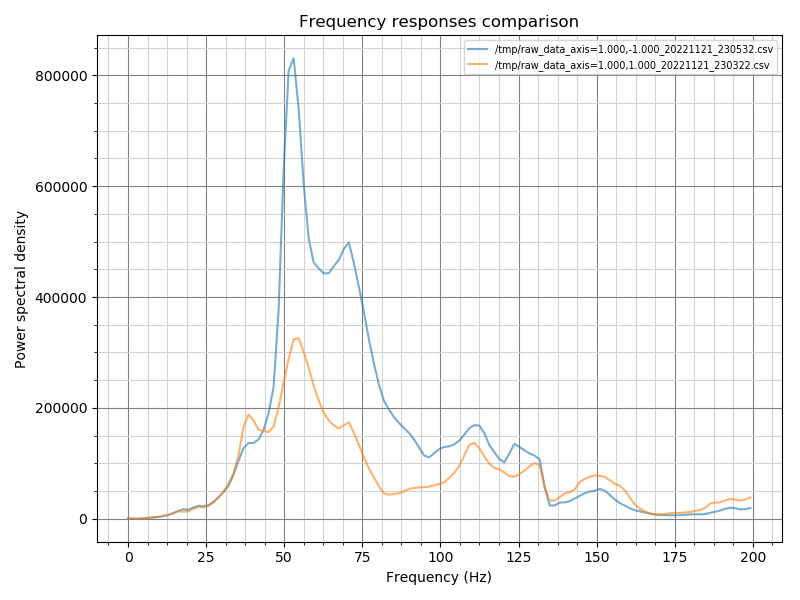 Frequency responses comparison
/tmp/raw_data_axis=1.000,-1.000_20221121_230532.csv
/tmp/raw_data_axis=1.000,1.000_20221121_230322.csv
800000
600000
400000
200000
0
Power spectral density
0 25 50 75 100 125 150 175 200
Frequency (Hz)